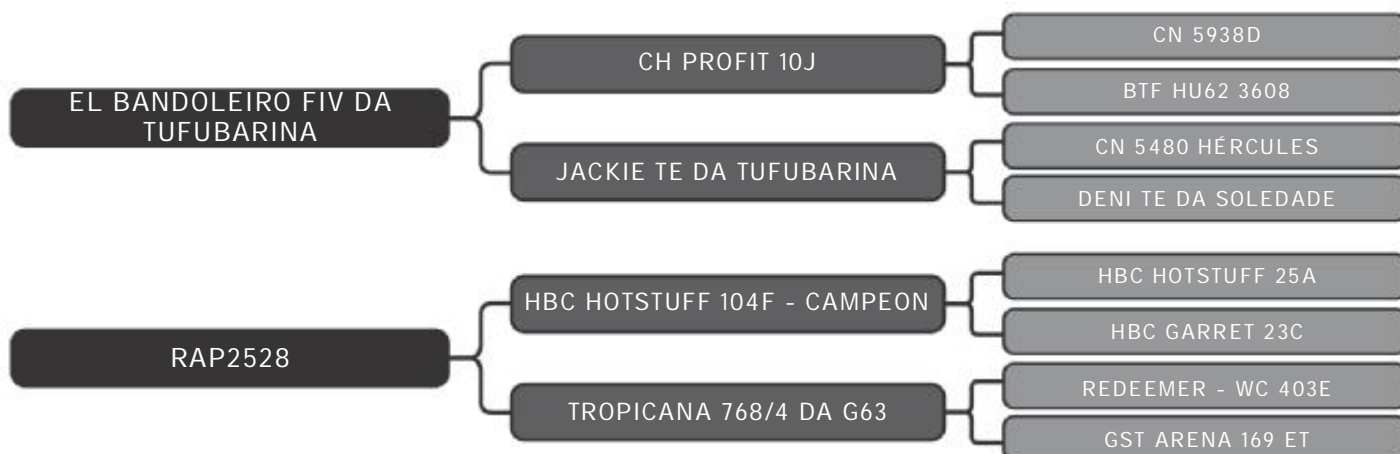 EL BANDOLEIRO FIV DA
TUFUBARINA
CH PROFIT 10J
CN 5938D
BTF HU62 3608
JACKIE TE DA TUFUBARINA
CN 5480 HÉRCULES
DENI TE DA SOLEDADE
RAP2528
HBC HOTSTUFF 104F - CAMPEON
HBC HOTSTUFF 25A
HBC GARRET 23C
TROPICANA 768/4 DA G63
REDEEMER - WC 403E
GST ARENA 169 ET